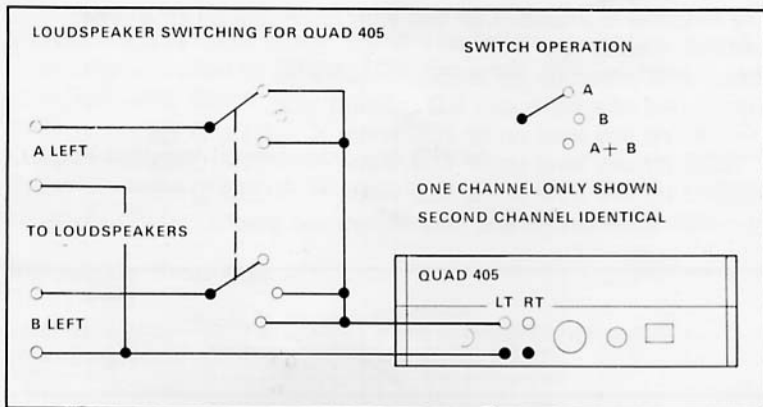 LOUDSPEAKER SWITCHING FOR QUAD 405
SWITCH OPERATION
A
B
A + B
A LEFT
TO LOUDSPEAKERS
B LEFT
ONE CHANNEL ONLY SHOWN
SECOND CHANNEL IDENTICAL
QUAD 405
LT RT